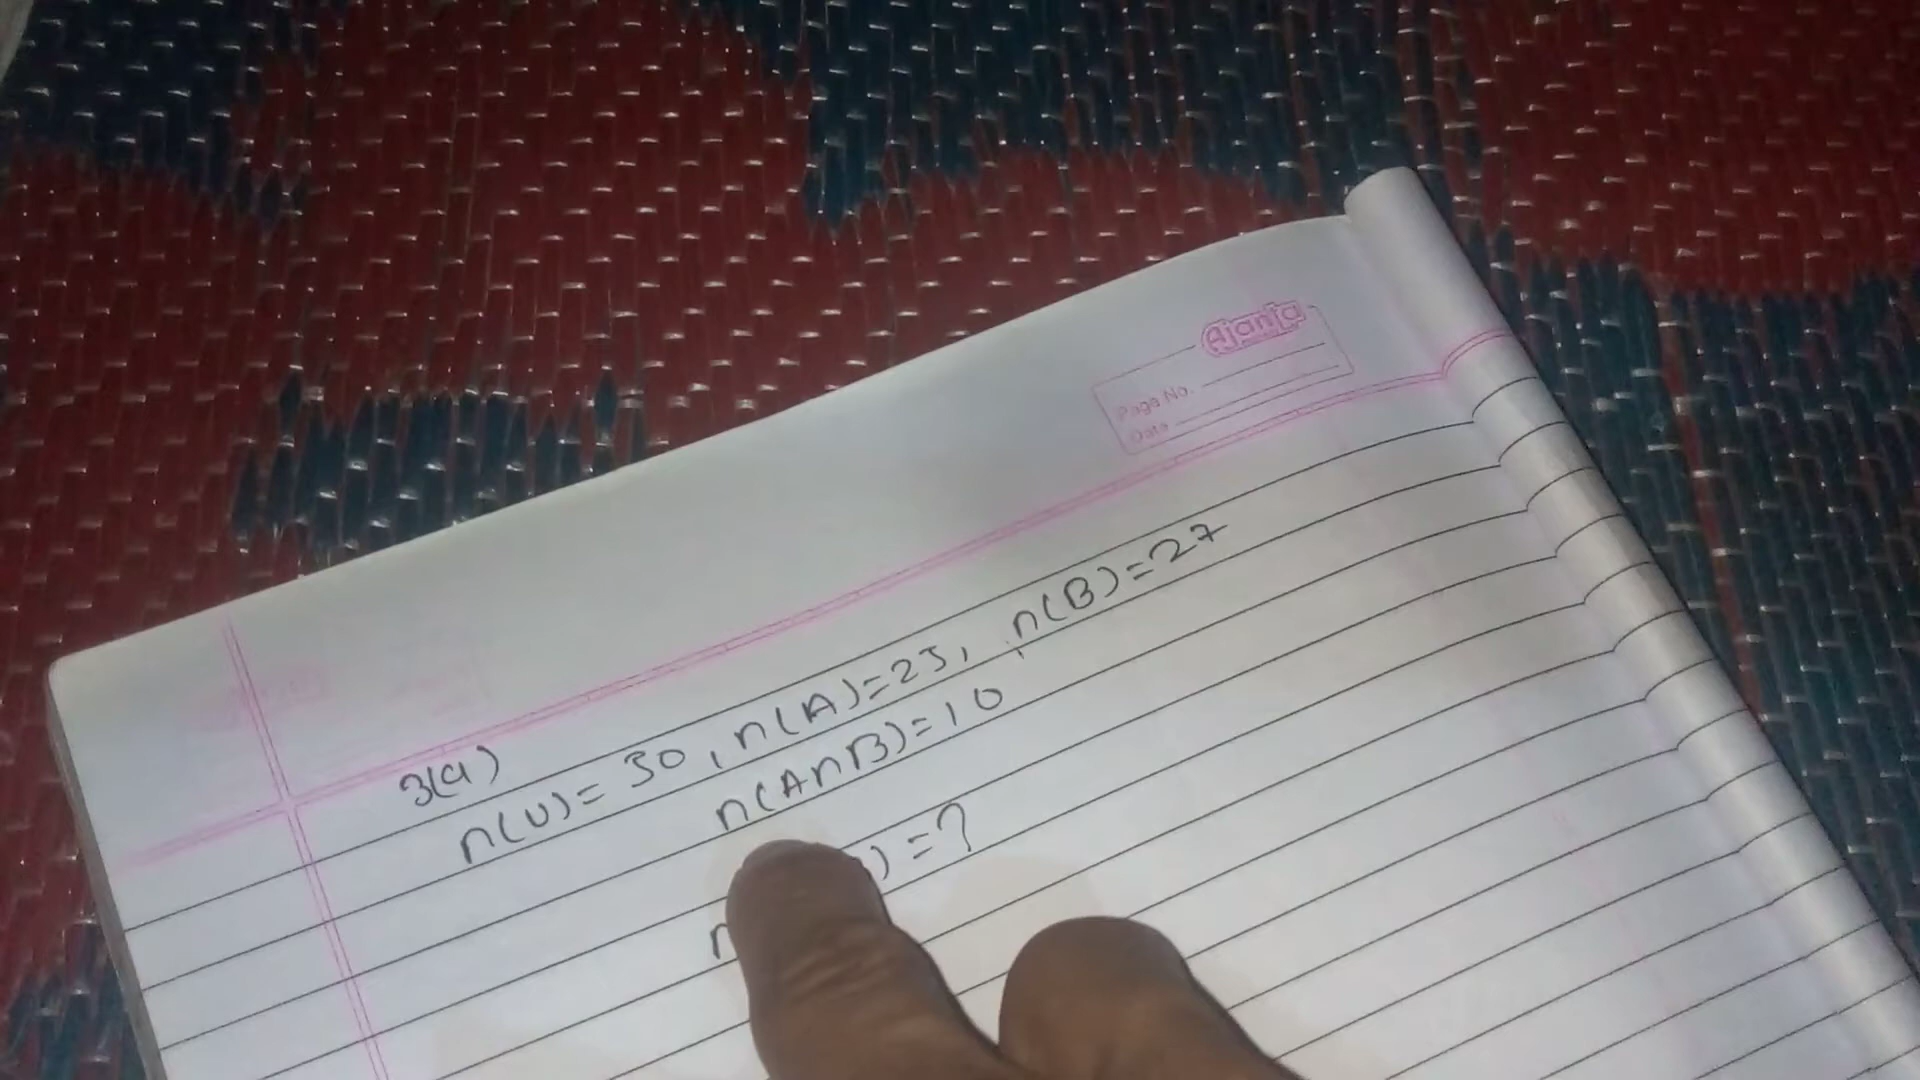 Ajanta
Page No.
Date
3(a)
n(U)= 30, n(A)=25, n(B)=27
n(A∩B)=10
n ) =?